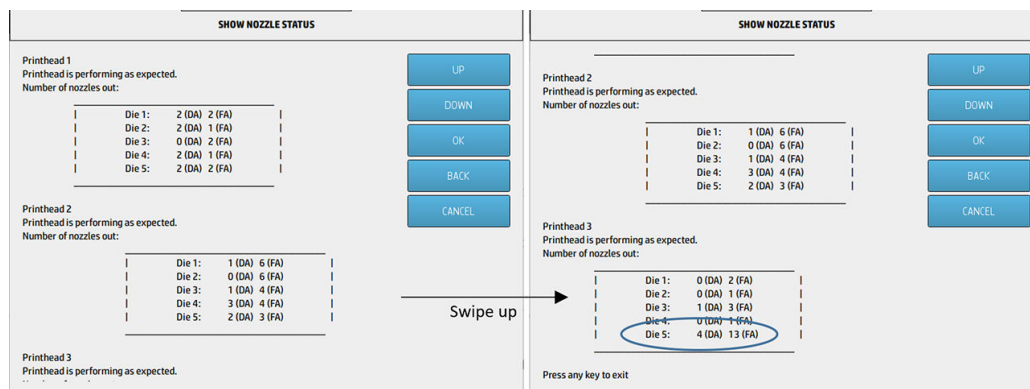 SHOW NOZZLE STATUS
Printhead 1
Printhead is performing as expected.
Number of nozzles out:
Die 1: 2 (DA) 2 (FA)
Die 2: 2 (DA) 1 (FA)
Die 3: 0 (DA) 2 (FA)
Die 4: 2 (DA) 1 (FA)
Die 5: 2 (DA) 2 (FA)
Printhead 2
Printhead is performing as expected.
Number of nozzles out:
Die 1: 1 (DA) 6 (FA)
Die 2: 0 (DA) 6 (FA)
Die 3: 1 (DA) 4 (FA)
Die 4: 3 (DA) 4 (FA)
Die 5: 2 (DA) 3 (FA)
Printhead 3
Printhead is performing as expected.
UP
DOWN
OK
BACK
CANCEL
Swipe up
SHOW NOZZLE STATUS
Printhead 2
Printhead is performing as expected.
Number of nozzles out:
Die 1: 1 (DA) 6 (FA)
Die 2: 0 (DA) 6 (FA)
Die 3: 1 (DA) 4 (FA)
Die 4: 3 (DA) 4 (FA)
Die 5: 2 (DA) 3 (FA)
Printhead 3
Printhead is performing as expected.
Number of nozzles out:
Die 1: 0 (DA) 2 (FA)
Die 2: 0 (DA) 1 (FA)
Die 3: 1 (DA) 3 (FA)
Die 4: 0 (DA) 1 (FA)
Die 5: 4 (DA) 13 (FA)
Press any key to exit
UP
DOWN
OK
BACK
CANCEL